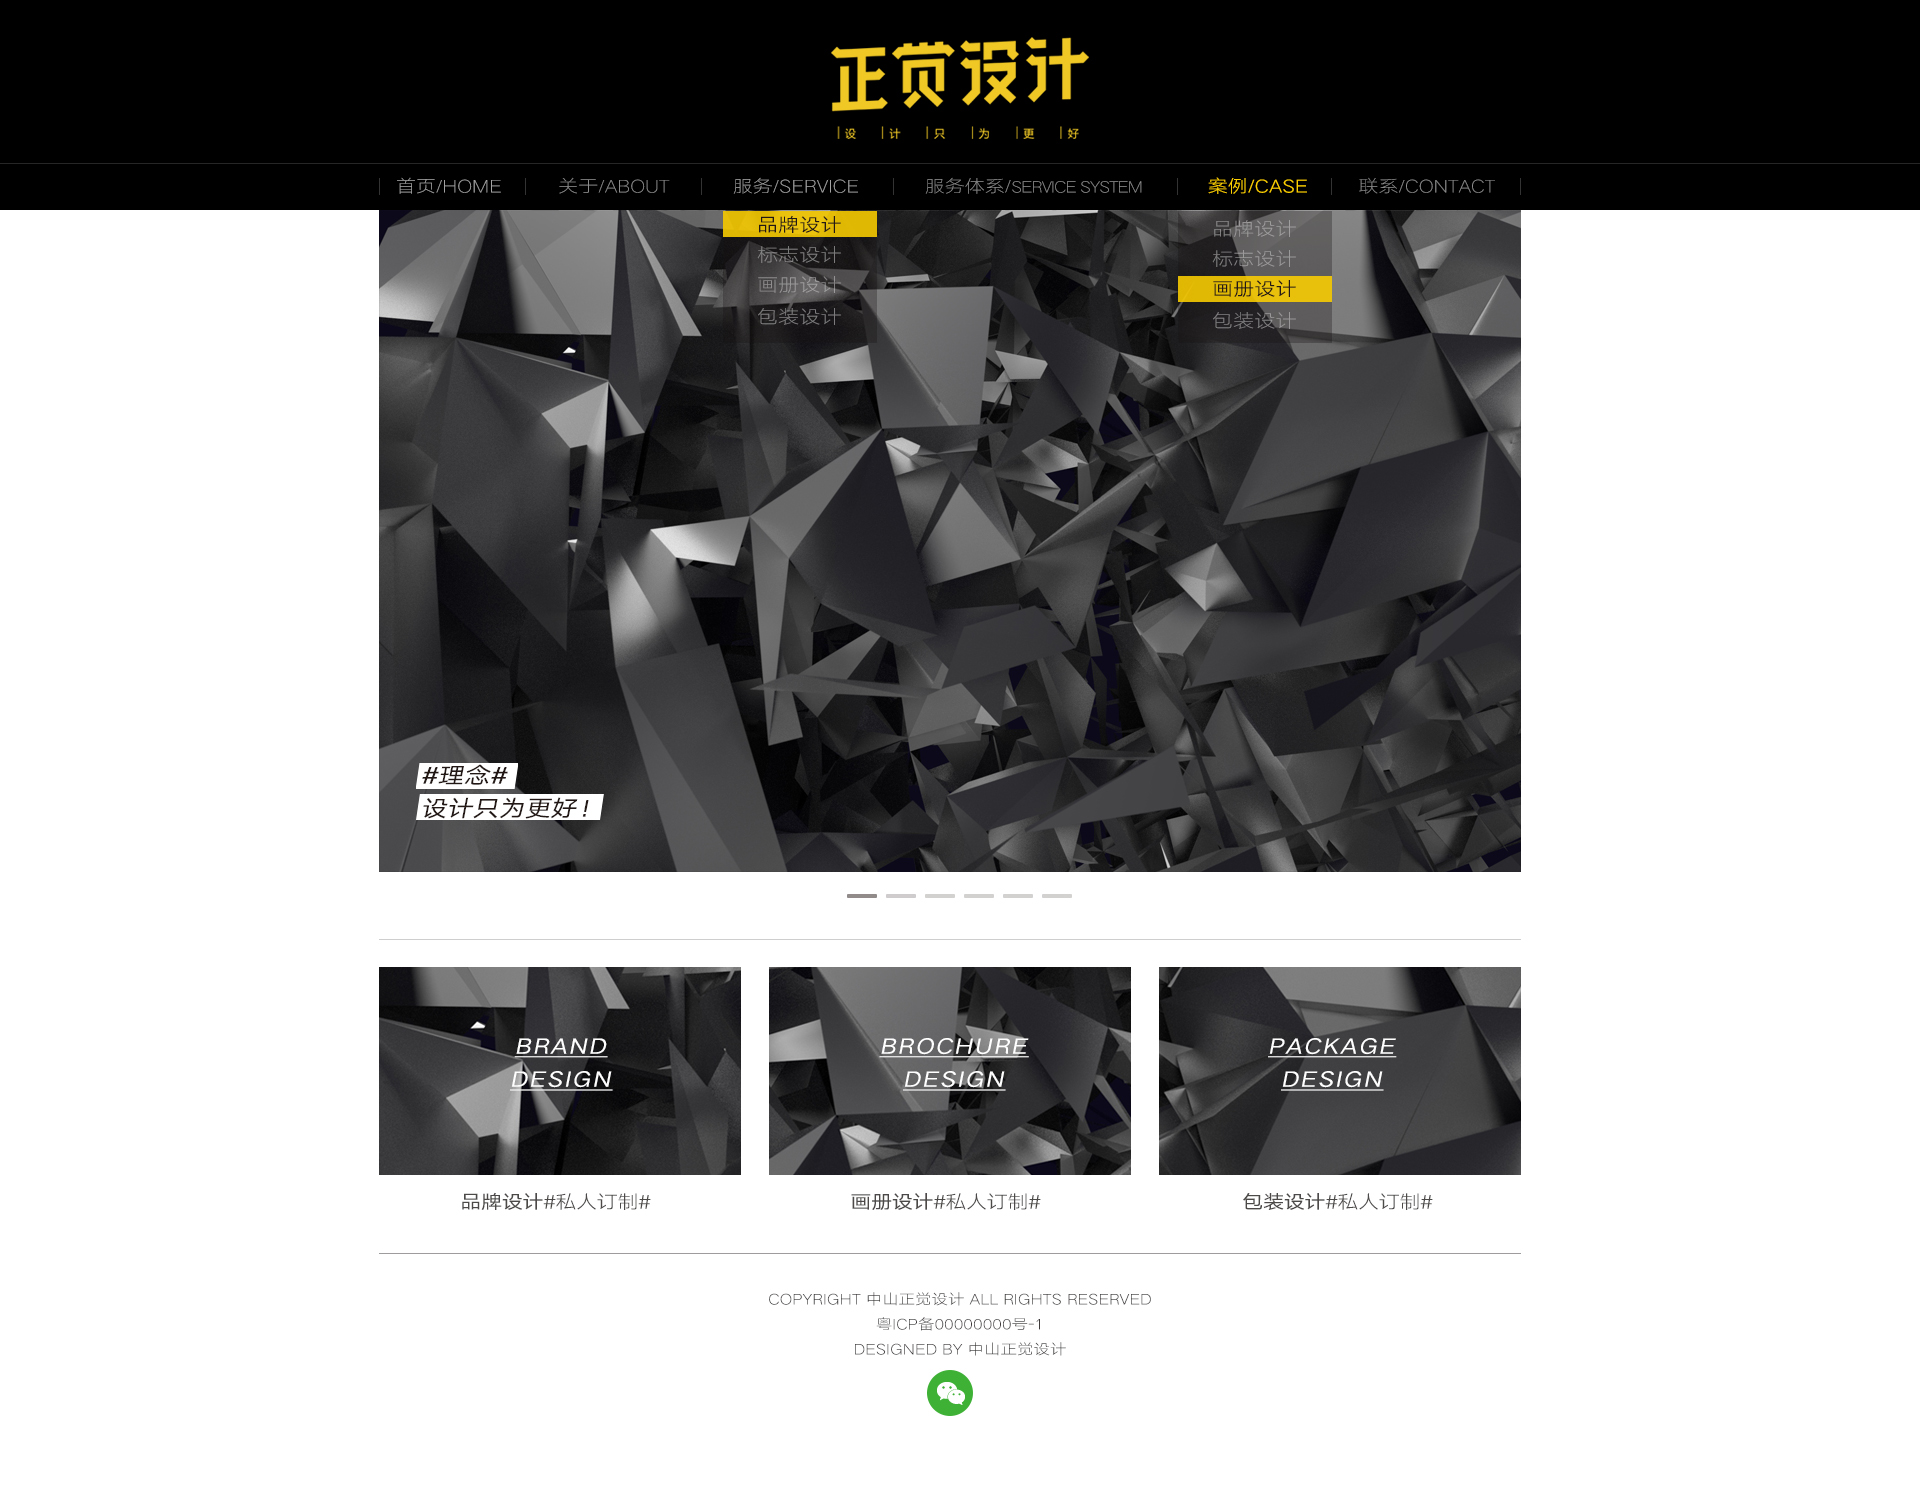 正觉设计
设计只为更好
首页/HOME
关于/ABOUT
服务/SERVICE
服务体系/SERVICE SYSTEM
案例/CASE
联系/CONTACT
品牌设计
标志设计
画册设计
包装设计
品牌设计
标志设计
画册设计
包装设计
#理念#
设计只为更好！
BRAND
DESIGN
BROCHURE
DESIGN
PACKAGE
DESIGN
品牌设计#私人订制#
画册设计#私人订制#
包装设计#私人订制#
COPYRIGHT 中山正觉设计 ALL RIGHTS RESERVED
粤ICP备00000000号-1
DESIGNED BY 中山正觉设计